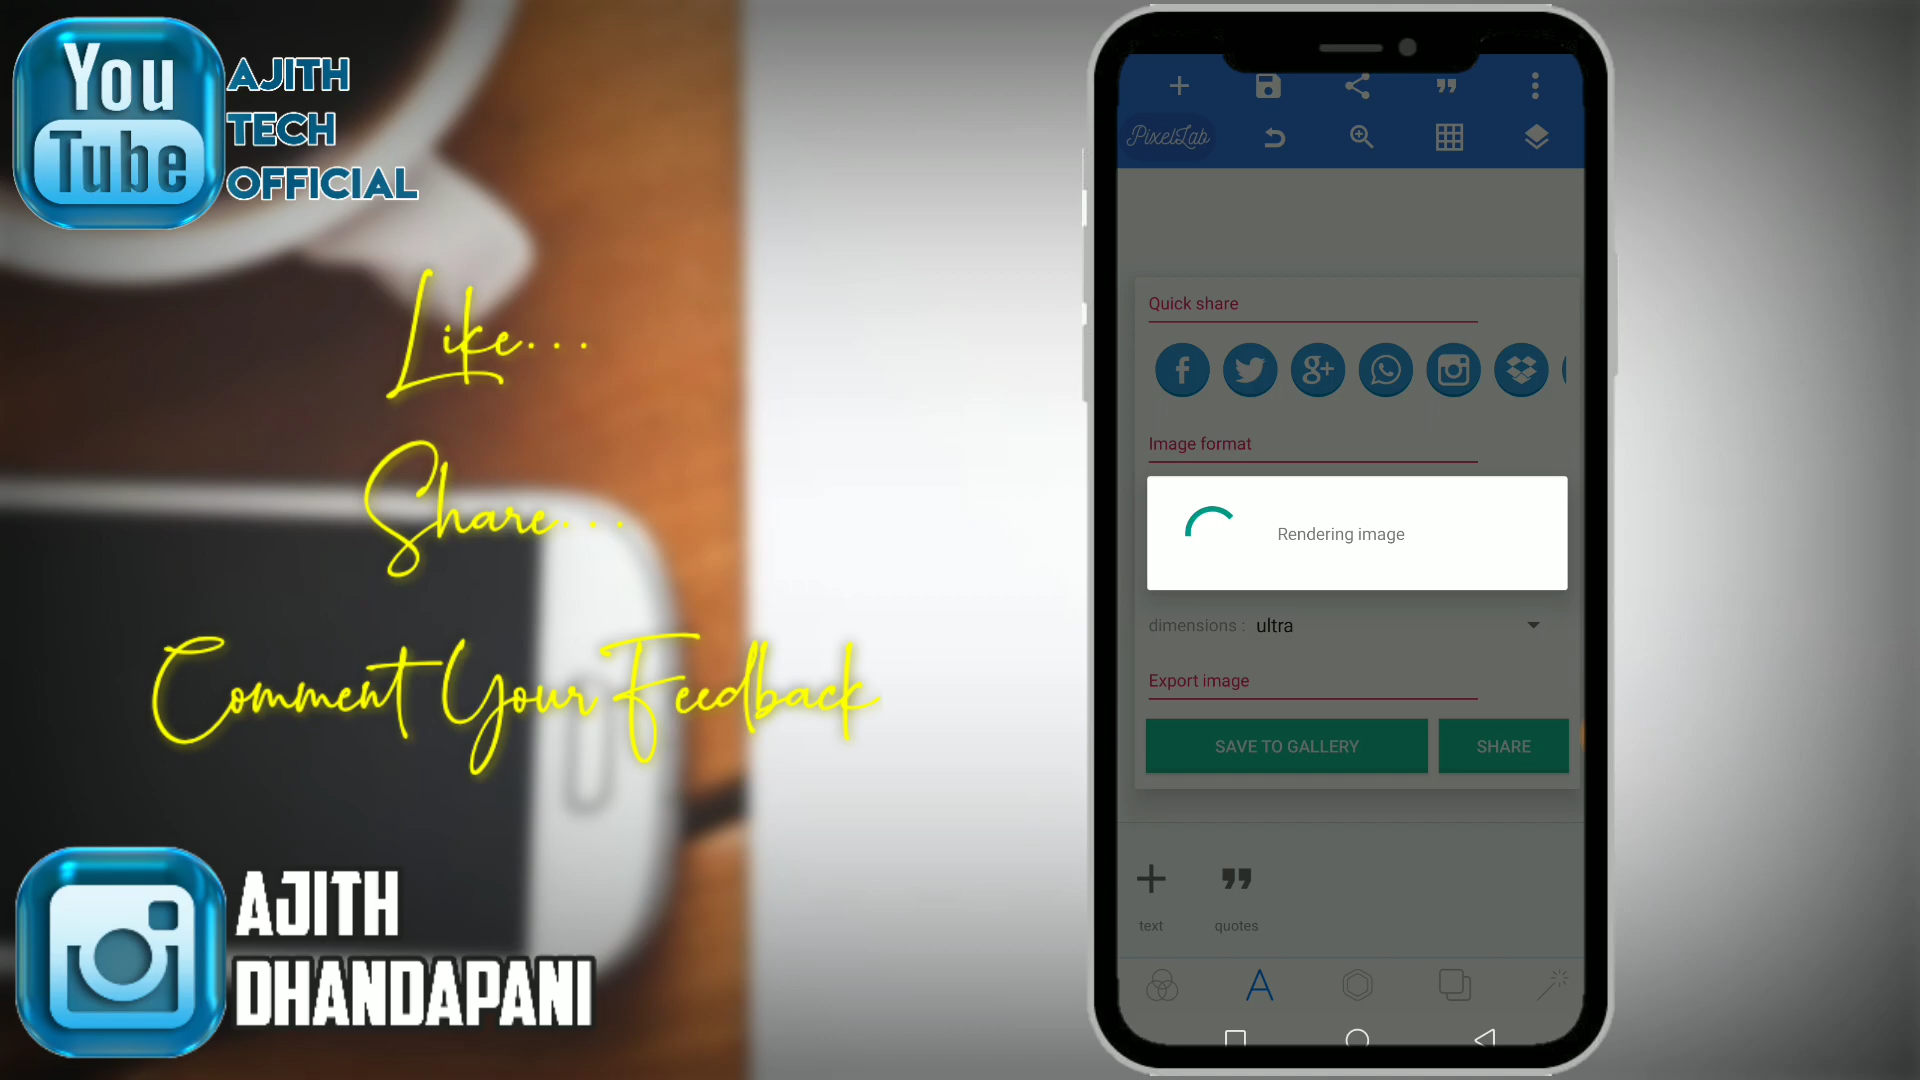 You
Tube
AJITH
TECH
OFFICIAL
Like...
Share...
Comment Your Feedback
AJITH
DHANDAPANI
PixelLab
Quick share
Image format
Rendering image
dimensions : ultra
Export image
SAVE TO GALLERY
SHARE
text
quotes